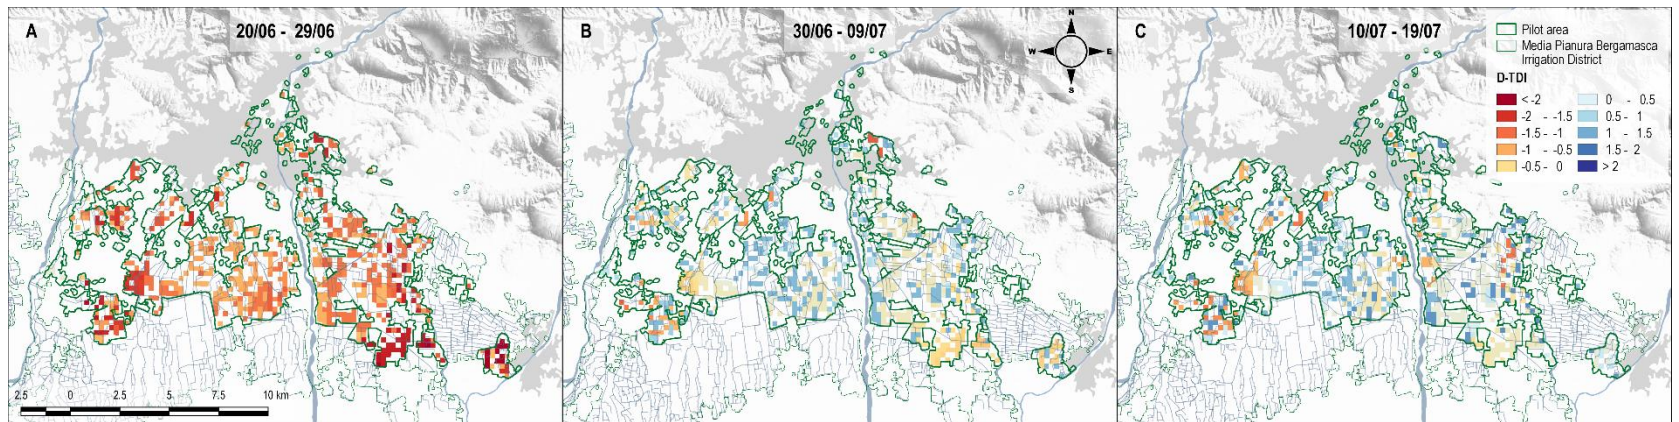 A
20/06 - 29/06
B
30/06 - 09/07
N
W
E
S
C
10/07 - 19/07
Pilot area
Media Pianura Bergamasca
Irrigation District
D-TDI
< -2
-2 - -1.5
-1.5 - -1
-1 - -0.5
-0.5 - 0
0 - 0.5
0.5 - 1
1 - 1.5
1.5 - 2
> 2
2.5 0 2.5 5 7.5 10 km